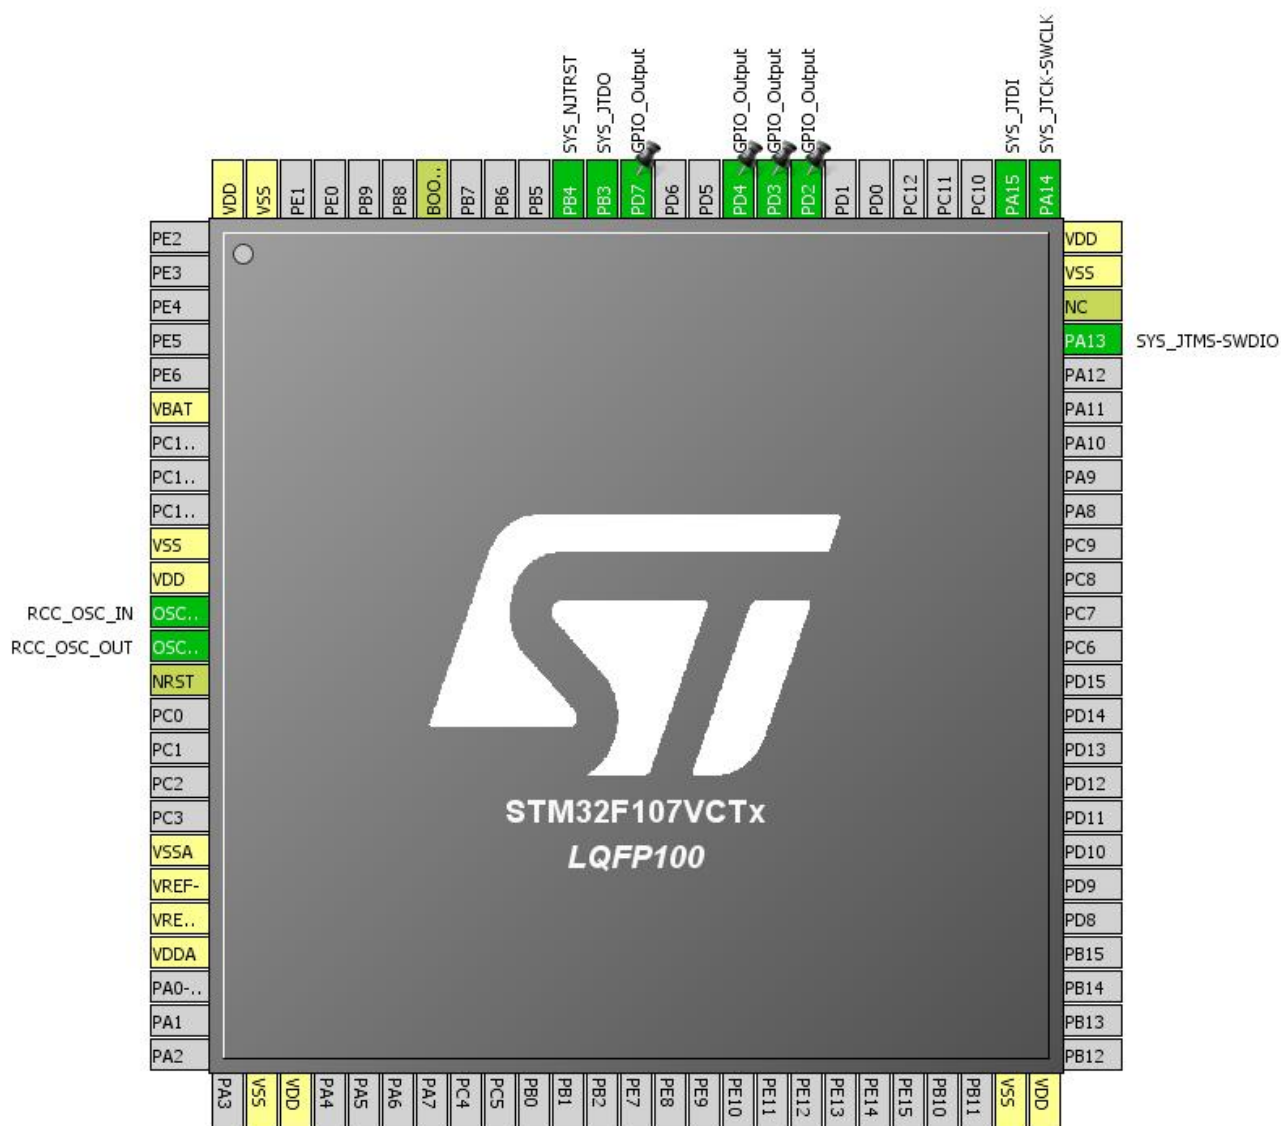 SYS_NJTRST
SYS_JTDO
GPIO_Output
GPIO_Output
GPIO_Output
GPIO_Output
SYS_JTDI
SYS_JTCK-SWCLK
VDD
VSS
PE1
PE0
PB9
PB8
BOO..
PB7
PB6
PB5
PB4
PB3
PD7
PD6
PD5
PD4
PD3
PD2
PD1
PD0
PC12
PC11
PC10
PA15
PA14
PE2
PE3
PE4
PE5
PE6
VBAT
PC1..
PC1..
PC1..
VSS
VDD
RCC_OSC_IN OSC..
RCC_OSC_OUT OSC..
NRST
PC0
PC1
PC2
PC3
VSSA
VREF-
VRE..
VDDA
PA0-..
PA1
PA2
STM32F107VCTx
LQFP100
VDD
VSS
NC
PA13 SYS_JTMS-SWDIO
PA12
PA11
PA10
PA9
PA8
PC9
PC8
PC7
PC6
PD15
PD14
PD13
PD12
PD11
PD10
PD9
PD8
PB15
PB14
PB13
PB12
PA3
VSS
VDD
PA4
PA5
PA6
PA7
PC4
PC5
PB0
PB1
PB2
PE7
PE8
PE9
PE10
PE11
PE12
PE13
PE14
PE15
PB10
PB11
VSS
VDD